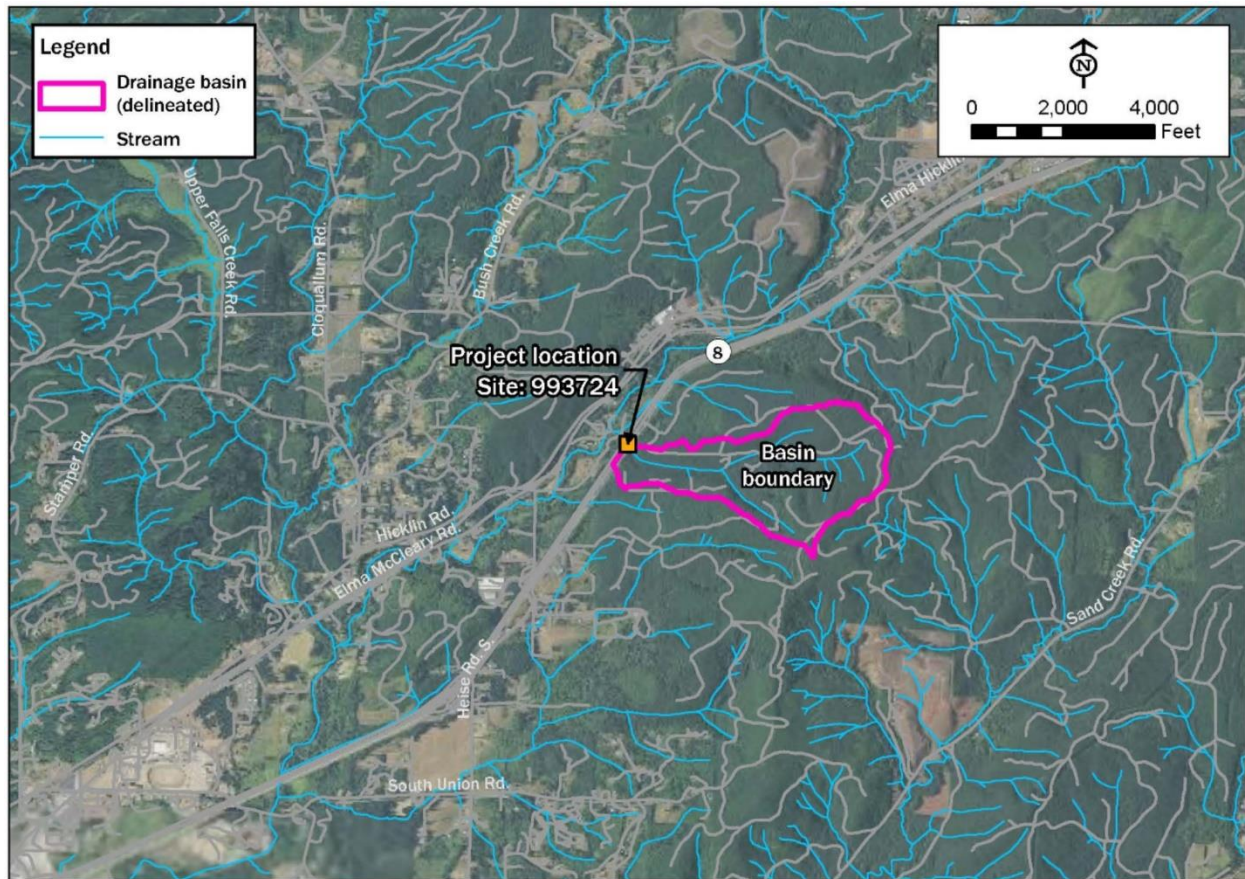 Legend
Drainage basin
(delineated)
Stream
N
0 2,000 4,000
Feet
Upper Falls Creek Rd.
Cloquallum Rd.
Bush Creek Rd.
Elma Hicklin
8
Project location
Site: 993724
Basin
boundary
Stamper Rd.
Hicklin Rd.
Elma McCleary Rd.
Sand Creek Rd.
Heise Rd. S.
South Union Rd.